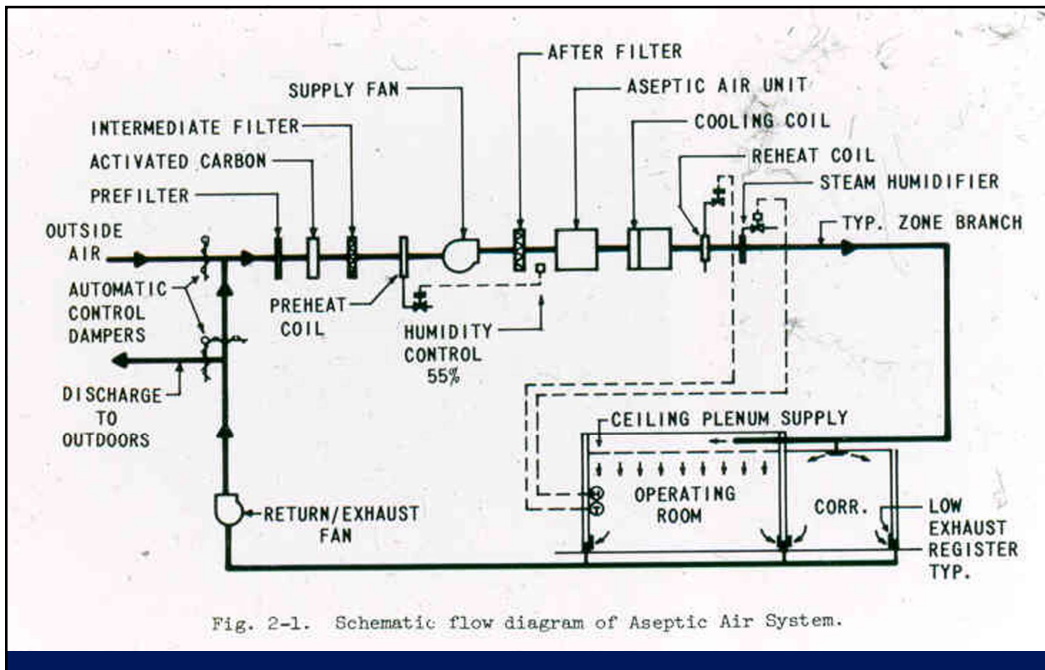 AFTER FILTER
SUPPLY FAN
ASEPTIC AIR UNIT
INTERMEDIATE FILTER
COOLING COIL
ACTIVATED CARBON
REHEAT COIL
PREFILTER
STEAM HUMIDIFIER
OUTSIDE
AIR
TYP. ZONE BRANCH
AUTOMATIC
CONTROL
DAMPERS
PREHEAT
COIL
HUMIDITY
CONTROL
55%
DISCHARGE
TO
OUTDOORS
CEILING PLENUM SUPPLY
H
T
OPERATING
ROOM
CORR.
LOW
EXHAUST
REGISTER
TYP.
RETURN/EXHAUST
FAN
Fig. 2-1. Schematic flow diagram of Aseptic Air System.